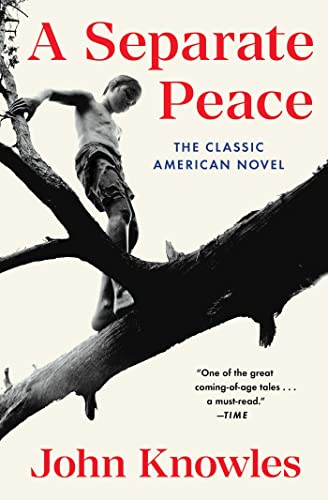 A Separate
Peace
THE CLASSIC
AMERICAN NOVEL
“One of the great
coming-of-age tales . . .
a must-read.”
—TIME
John Knowles